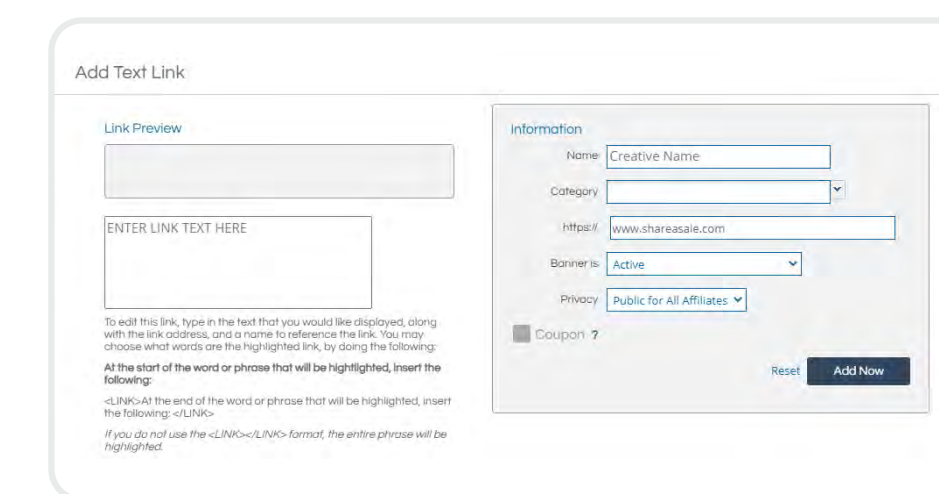 Add Text Link
Link Preview
ENTER LINK TEXT HERE
To edit this link, type in the text that you would like displayed, along
with the link address, and a name to reference the link. You may
choose what words are the highlighted link, by doing the following:
At the start of the word or phrase that will be hightlighted, insert the
following:
<LINK>At the end of the word or phrase that will be highlighted, insert
the following: </LINK>
If you do not use the <LINK></LINK> format, the entire phrase will be
highlighted.
Information
Name Creative Name
Category
https:// www.shareasale.com
Banner is Active
Privacy Public for All Affiliates
Coupon ?
Reset Add Now